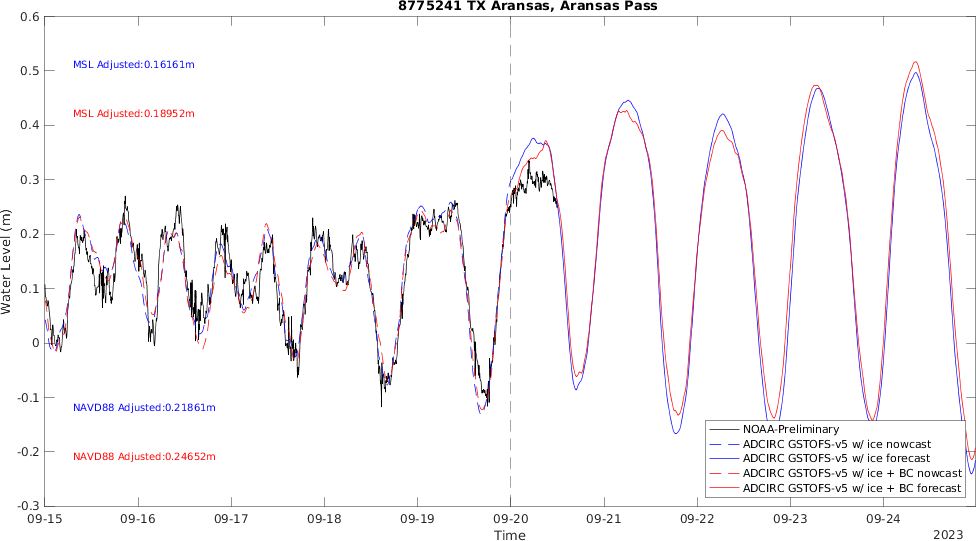 8775241 TX Aransas, Aransas Pass
0.6
0.5
0.4
0.3
0.2
0.1
0
-0.1
-0.2
-0.3
Water Level (m)
MSL Adjusted:0.16161m
MSL Adjusted:0.18952m
NAVD88 Adjusted:0.21861m
NAVD88 Adjusted:0.24652m
NOAA-Preliminary
ADCIRC GSTOFS-v5 w/ ice nowcast
ADCIRC GSTOFS-v5 w/ ice forecast
ADCIRC GSTOFS-v5 w/ ice + BC nowcast
ADCIRC GSTOFS-v5 w/ ice + BC forecast
09-15 09-16 09-17 09-18 09-19 09-20 09-21 09-22 09-23 09-24
Time
2023